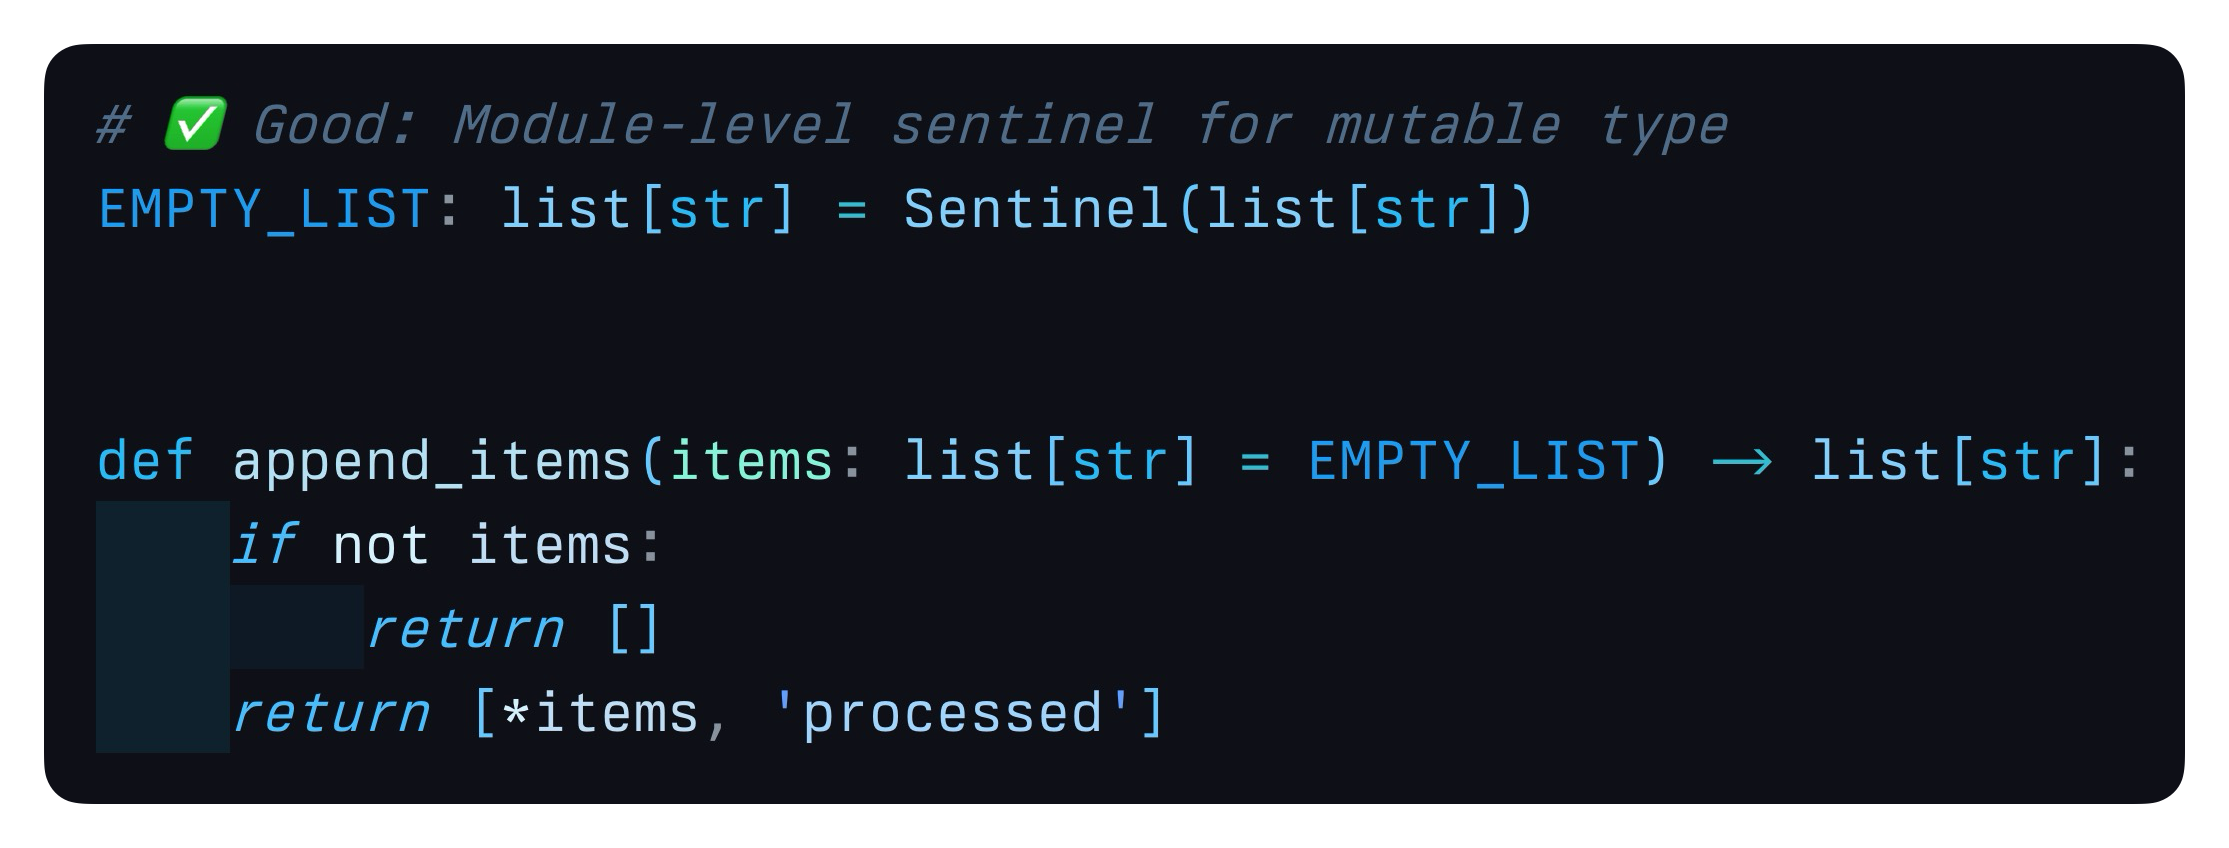 # ✅ Good: Module-level sentinel for mutable type
EMPTY_LIST: list[str] = Sentinel(list[str])
def append_items(items: list[str] = EMPTY_LIST) -> list[str]:
    if not items:
        return []
    return [*items, 'processed']